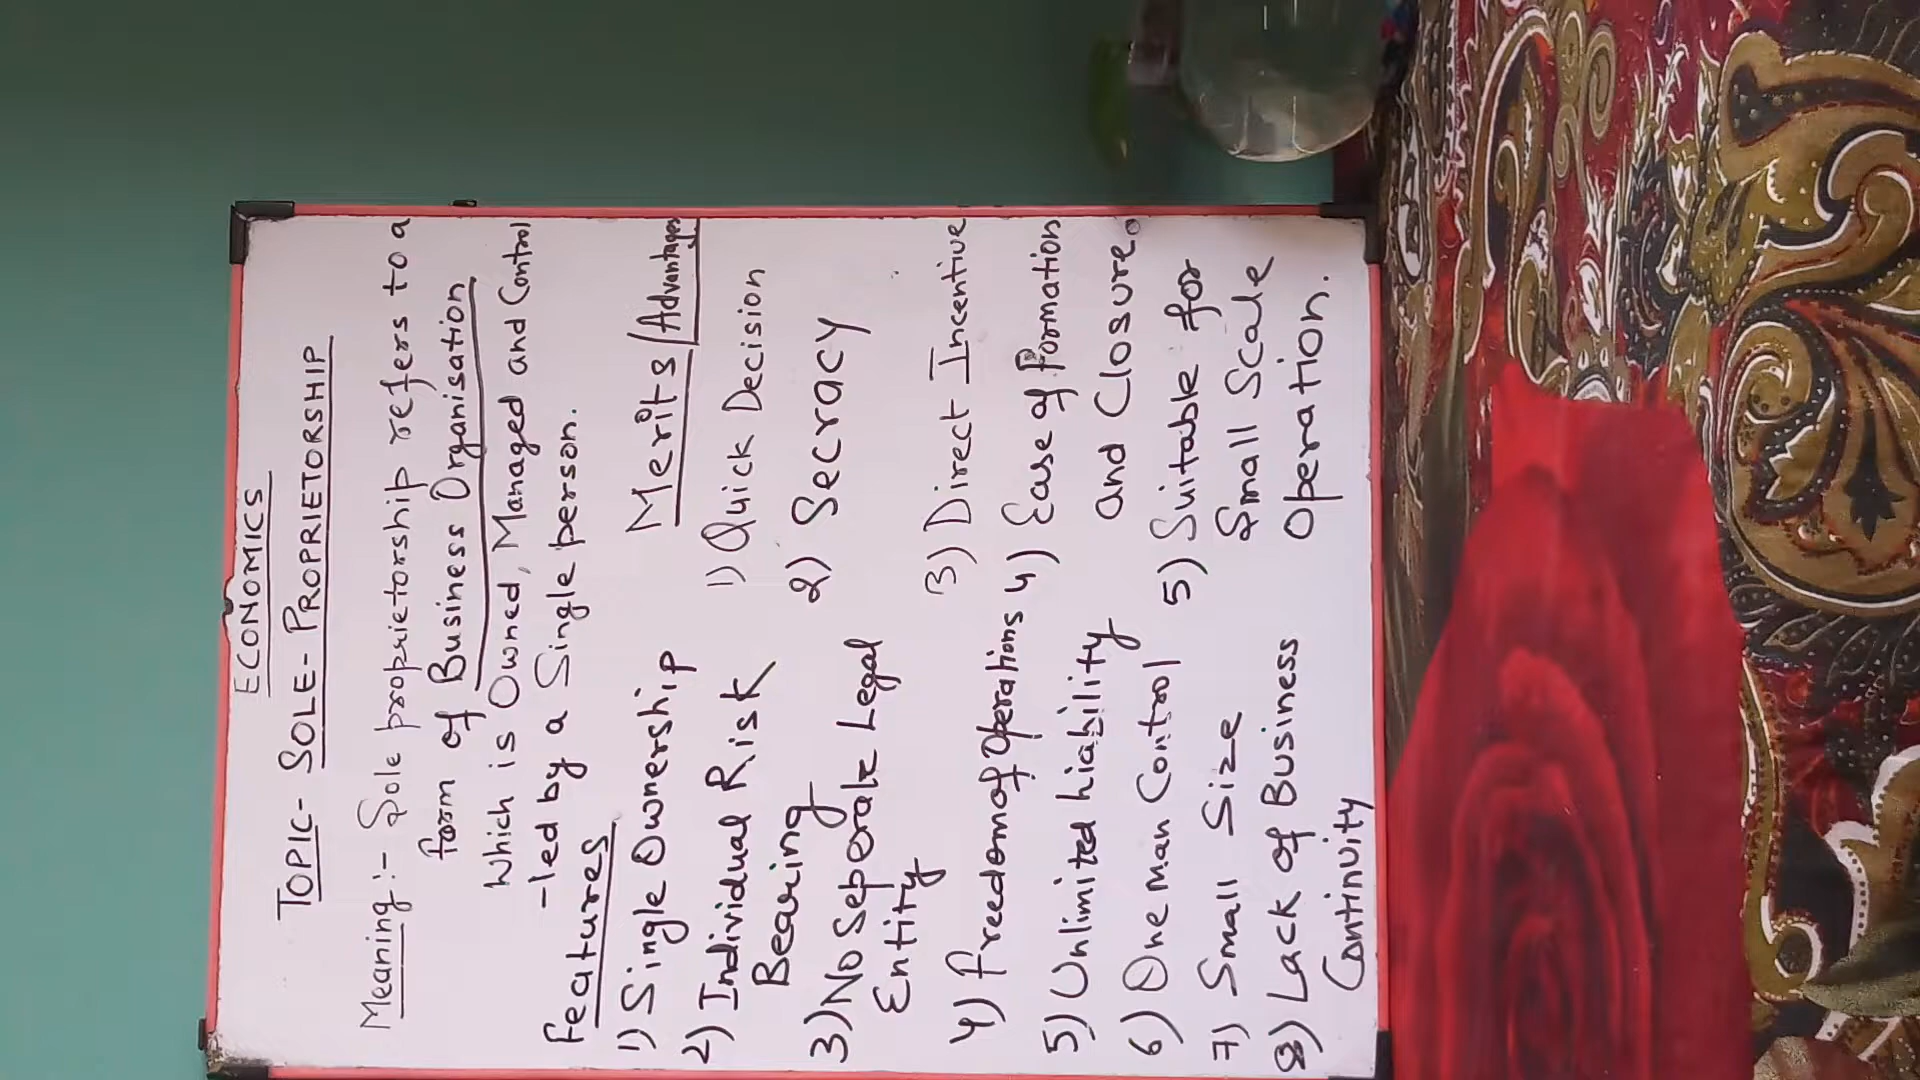 ECONOMICS
TOPIC- SOLE-PROPRIETORSHIP
Meaning:- Sole proprietorship refers to a
form of Business Organisation
which is Owned, Managed and Control
-led by a Single person.
Features
1) Single Ownership
2) Individual Risk
Bearing
3) No Seperate Legal
Entity
4) Freedom of Operations
5) Unlimited Liability
6) One man Control
7) Small Size
8) Lack of Business
Continuity
Merits/Advantages
1) Quick Decision
2) Secracy
3) Direct Incentive
4) Ease of Formation
and Closure.
5) Suitable for
Small Scale
Operation.